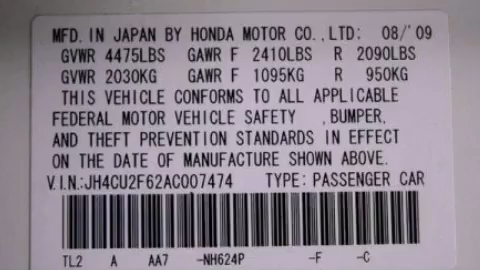 MFD. IN JAPAN BY HONDA MOTOR CO.,LTD: 08/'09
GVWR 4475LBS GAWR F 2410LBS R 2090LBS
GVWR 2030KG GAWR F 1095KG R 950KG
THIS VEHICLE CONFORMS TO ALL APPLICABLE
FEDERAL MOTOR VEHICLE SAFETY ,BUMPER,
AND THEFT PREVENTION STANDARDS IN EFFECT
ON THE DATE OF MANUFACTURE SHOWN ABOVE.
V.I.N:JH4CU2F62AC007474 TYPE: PASSENGER CAR
TL2 A AA7 -NH624P -F -C